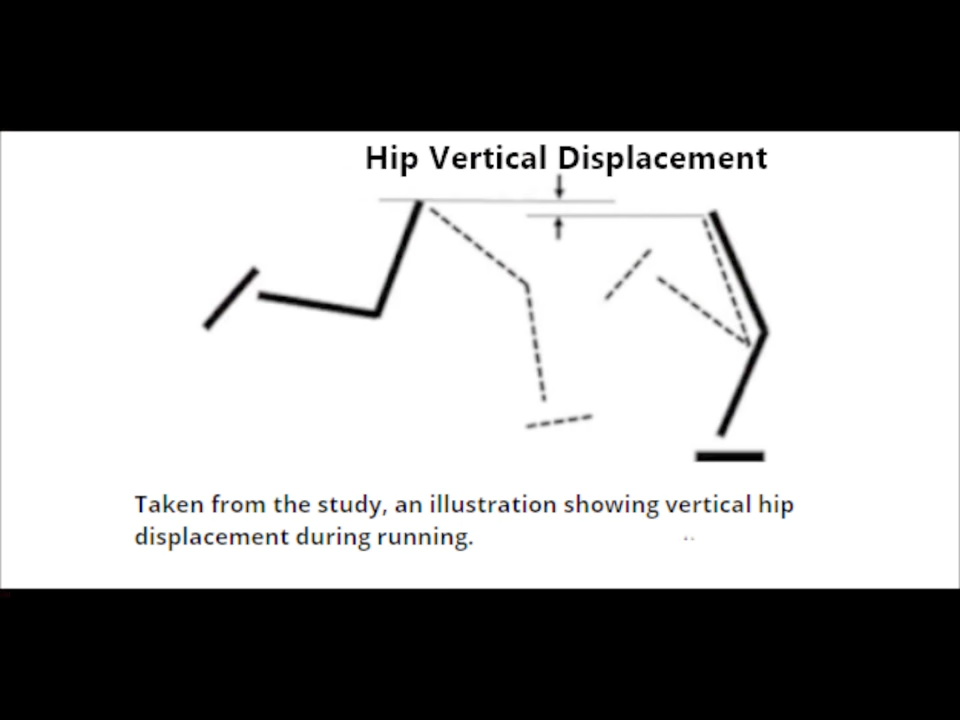 Hip Vertical Displacement
Taken from the study, an illustration showing vertical hip
displacement during running.